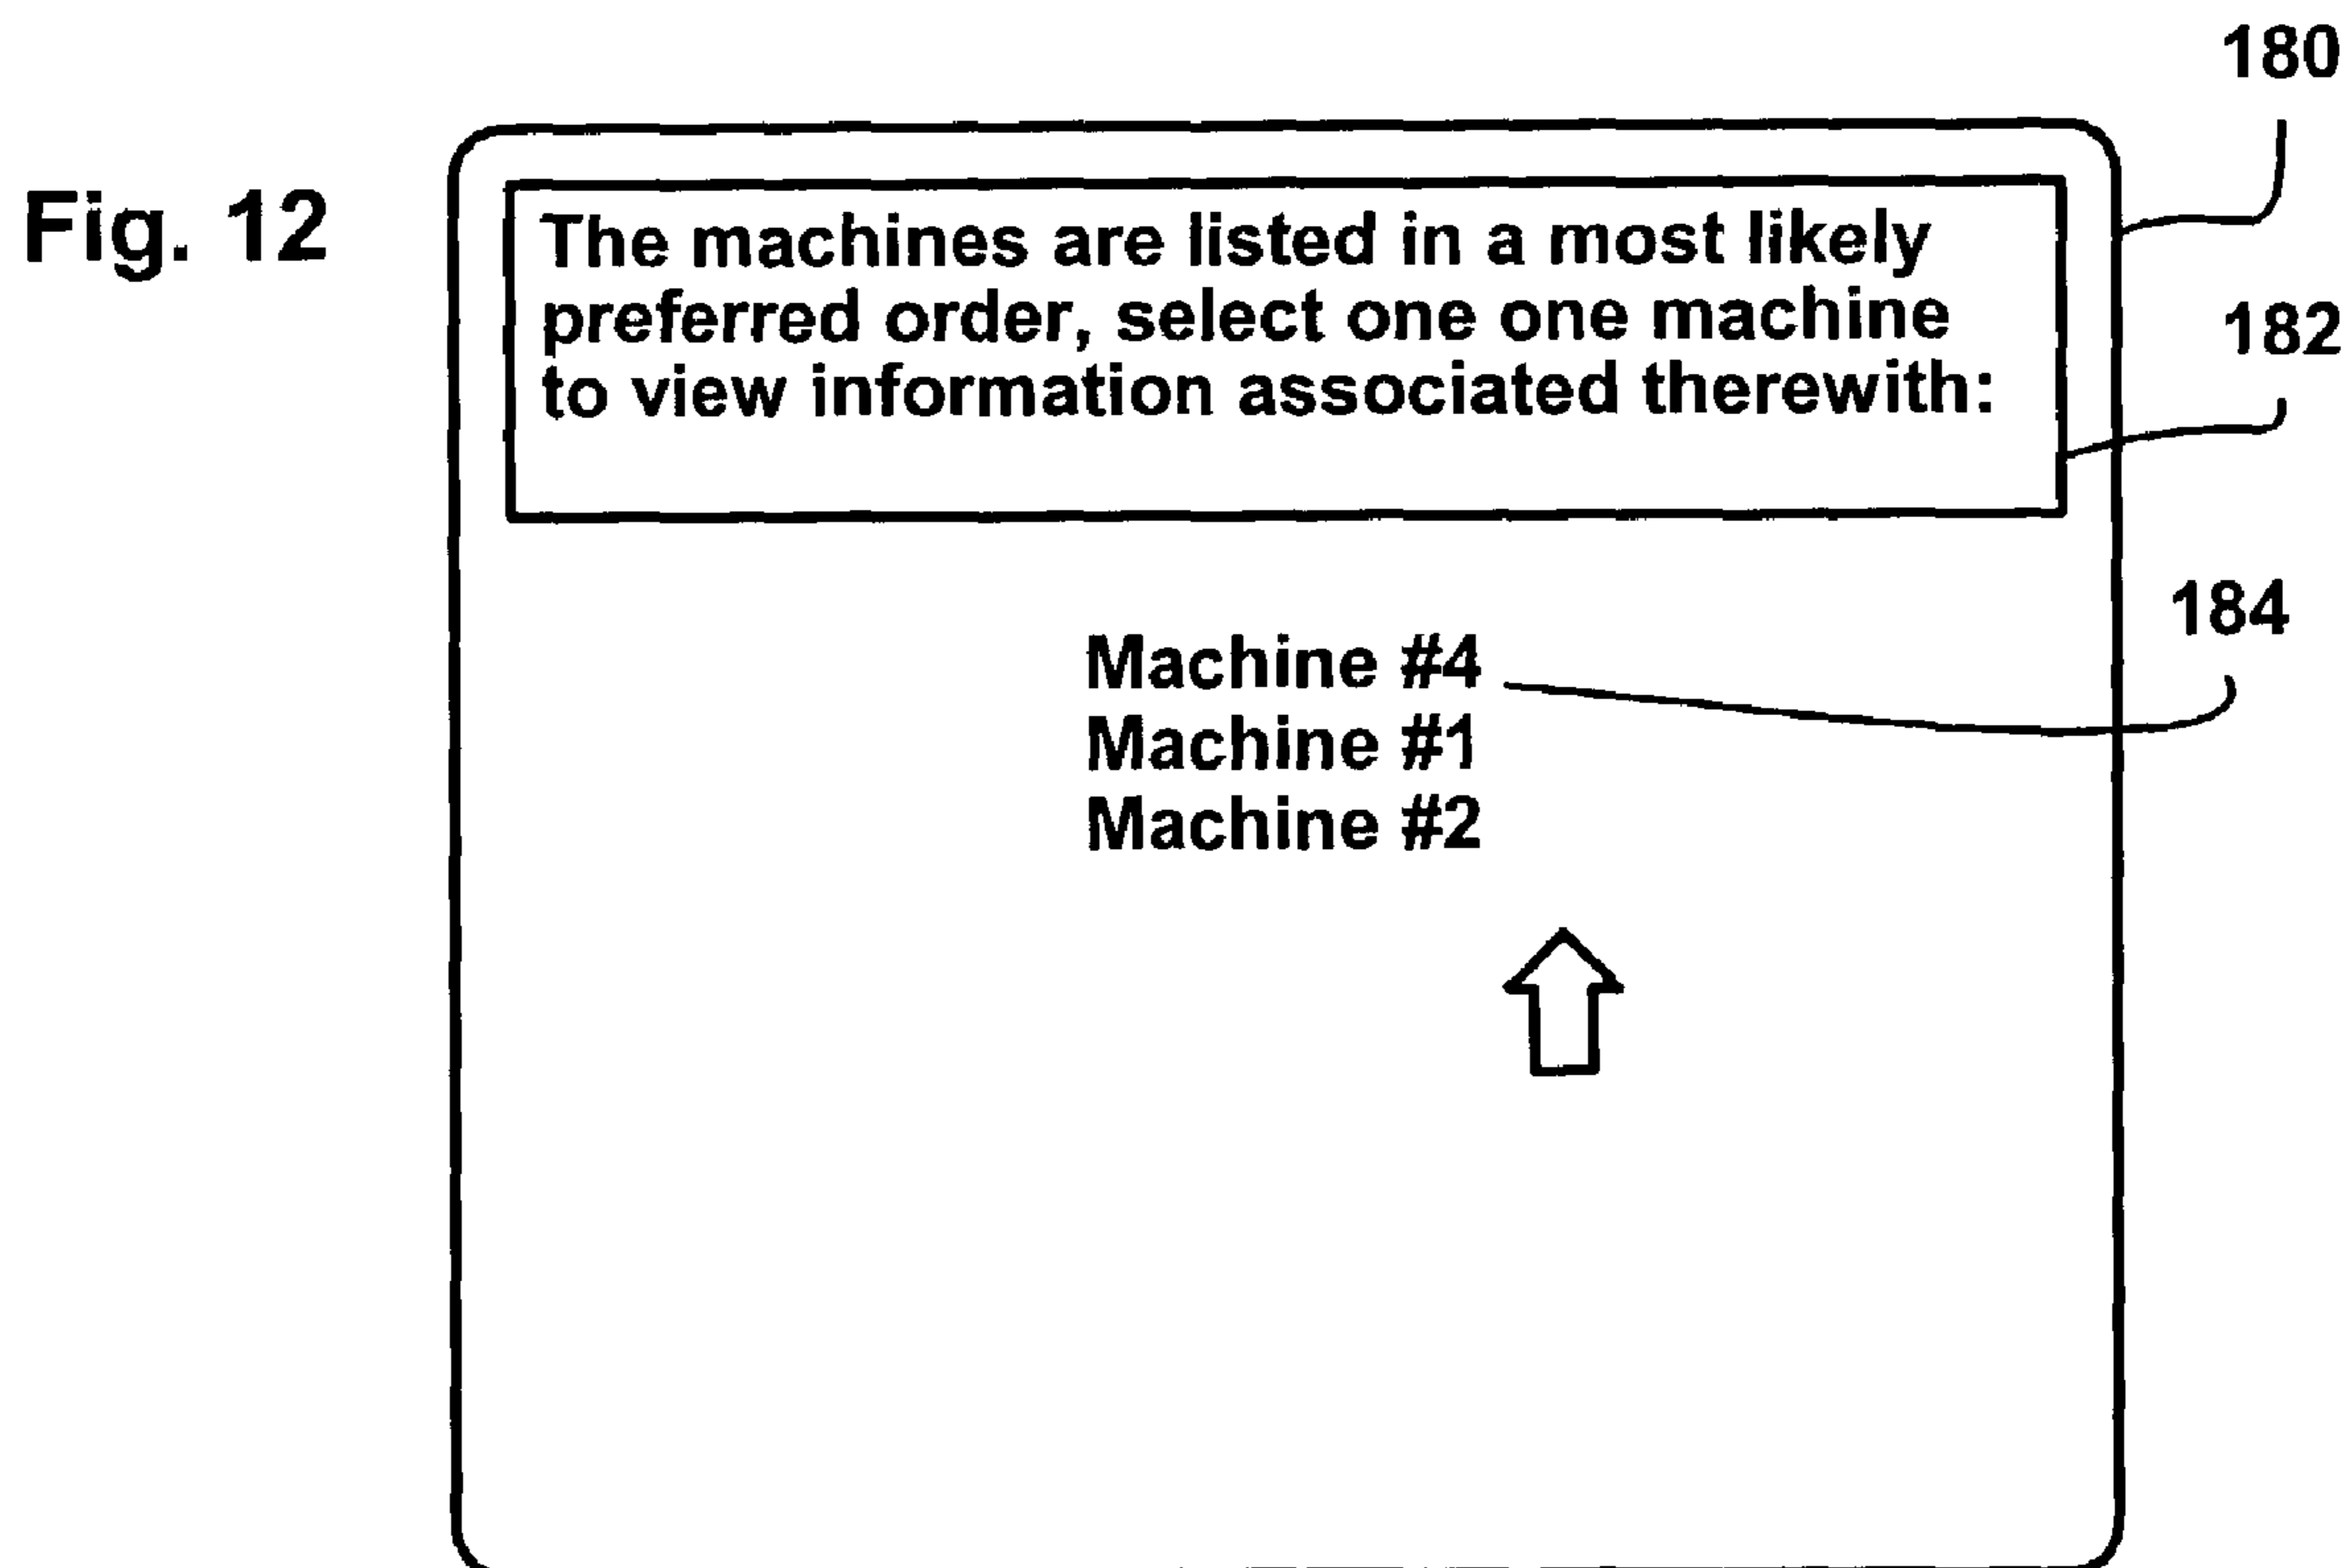 180
Fig. 12
The machines are listed in a most likely
preferred order, select one one machine
to view information associated therewith:
182
184
Machine #4
Machine #1
Machine #2